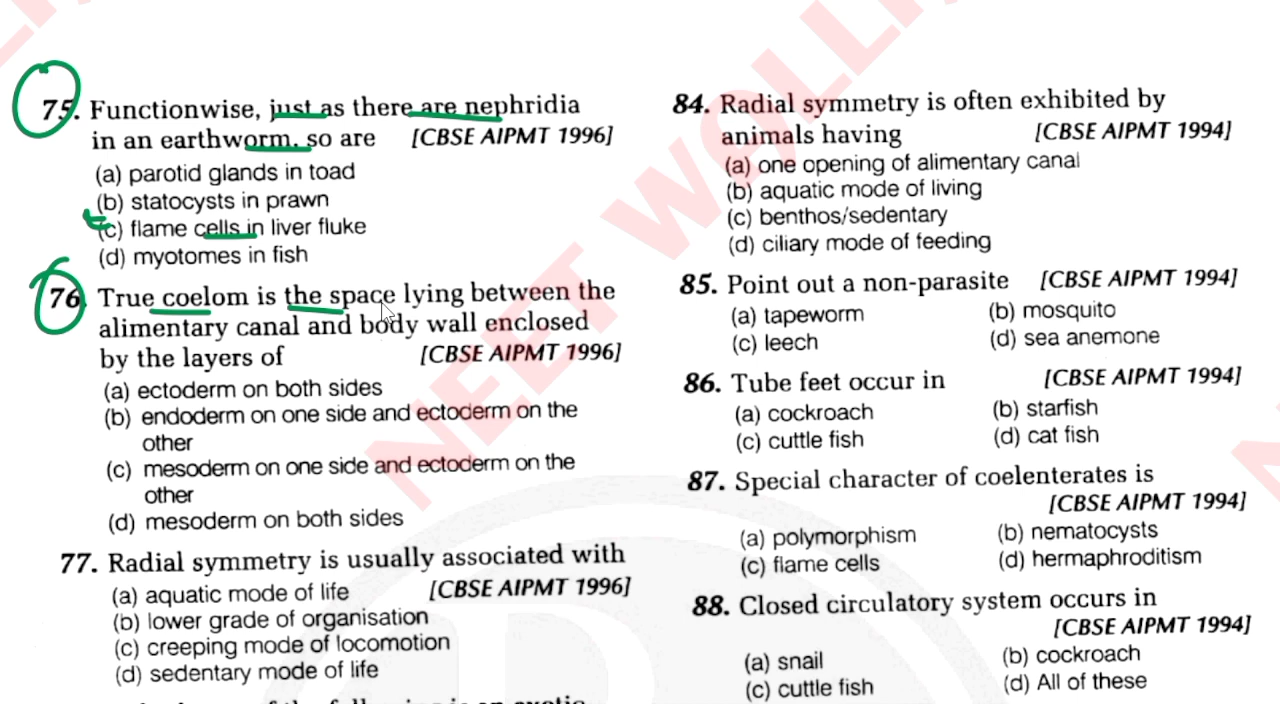 75. Functionwise, just as there are nephridia
in an earthworm, so are [CBSE AIPMT 1996]
(a) parotid glands in toad
(b) statocysts in prawn
(c) flame cells in liver fluke
(d) myotomes in fish
76. True coelom is the space lying between the
alimentary canal and body wall enclosed
by the layers of [CBSE AIPMT 1996]
(a) ectoderm on both sides
(b) endoderm on one side and ectoderm on the
other
(c) mesoderm on one side and ectoderm on the
other
(d) mesoderm on both sides
77. Radial symmetry is usually associated with
(a) aquatic mode of life [CBSE AIPMT 1996]
(b) lower grade of organisation
(c) creeping mode of locomotion
(d) sedentary mode of life
84. Radial symmetry is often exhibited by
animals having [CBSE AIPMT 1994]
(a) one opening of alimentary canal
(b) aquatic mode of living
(c) benthos/sedentary
(d) ciliary mode of feeding
85. Point out a non-parasite [CBSE AIPMT 1994]
(a) tapeworm (b) mosquito
(c) leech (d) sea anemone
86. Tube feet occur in [CBSE AIPMT 1994]
(a) cockroach (b) starfish
(c) cuttle fish (d) cat fish
87. Special character of coelenterates is
[CBSE AIPMT 1994]
(a) polymorphism (b) nematocysts
(c) flame cells (d) hermaphroditism
88. Closed circulatory system occurs in
[CBSE AIPMT 1994]
(a) snail (b) cockroach
(c) cuttle fish (d) All of these
NEET WALLH